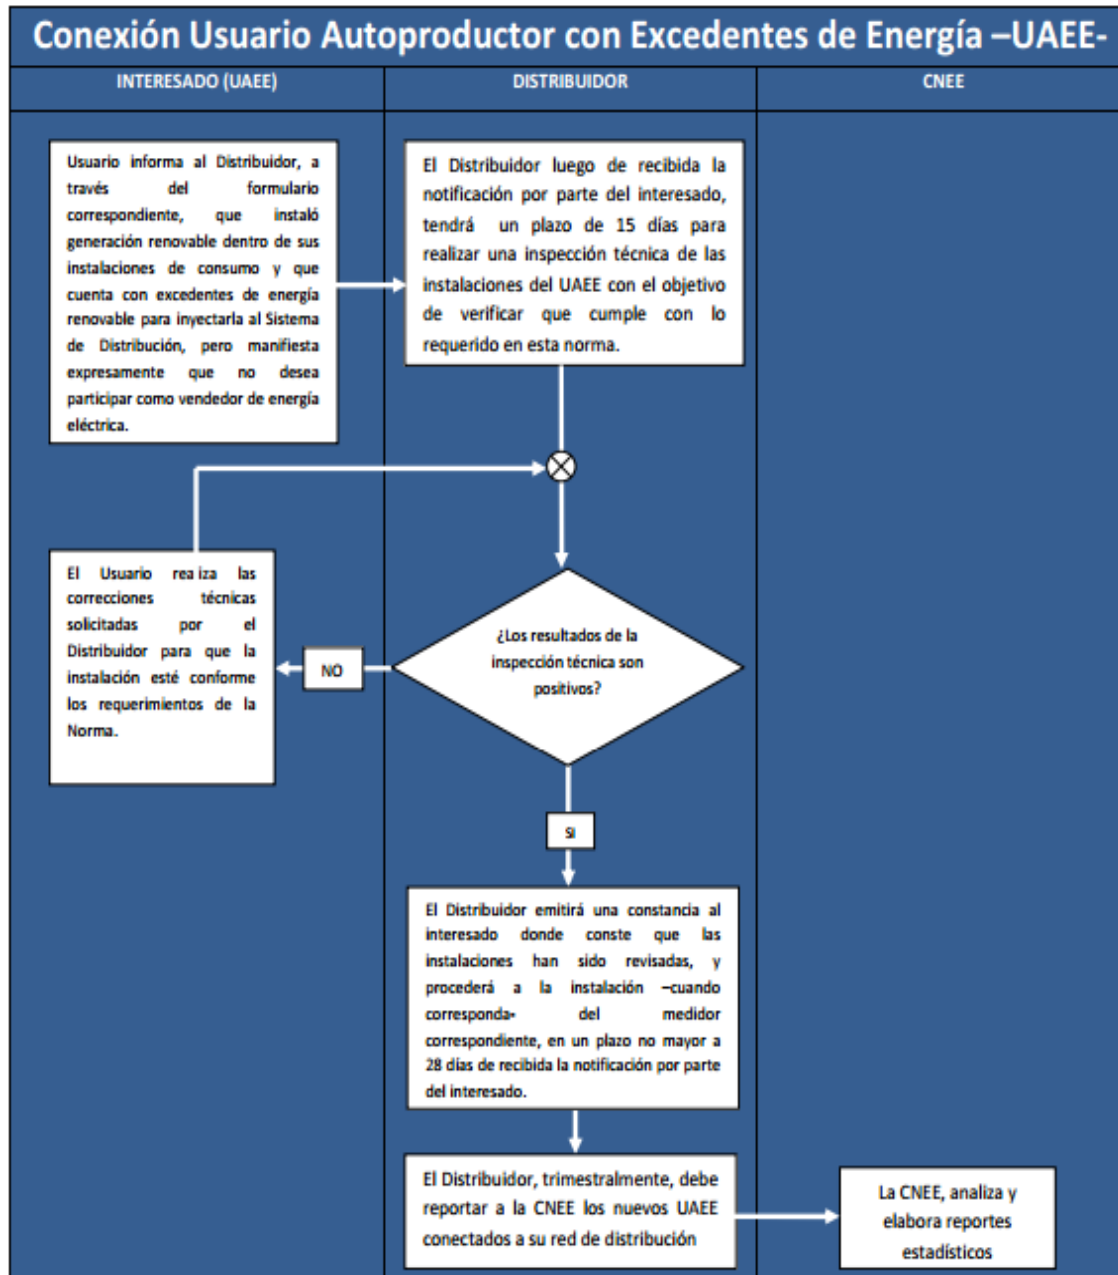 Conexión Usuario Autoproductor con Excedentes de Energía –UAEE-
INTERESADO (UAEE)
DISTRIBUIDOR
CNEE
Usuario informa al Distribuidor, a
través del formulario
correspondiente, que instaló
generación renovable dentro de sus
instalaciones de consumo y que
cuenta con excedentes de energía
renovable para inyectarla al Sistema
de Distribución, pero manifiesta
expresamente que no desea
participar como vendedor de energía
eléctrica.
El Distribuidor luego de recibida la
notificación por parte del interesado,
tendrá un plazo de 15 días para
realizar una inspección técnica de las
instalaciones del UAEE con el objetivo
de verificar que cumple con lo
requerido en esta norma.
El Usuario realiza las
correcciones técnicas
solicitadas por el
Distribuidor para que la
instalación esté conforme
los requerimientos de la
Norma.
NO
¿Los resultados de la
inspección técnica son
positivos?
SI
El Distribuidor emitirá una constancia al
interesado donde conste que las
instalaciones han sido revisadas, y
procederá a la instalación –cuando
corresponda- del medidor
correspondiente, en un plazo no mayor a
28 días de recibida la notificación por parte
del interesado.
El Distribuidor, trimestralmente, debe
reportar a la CNEE los nuevos UAEE
conectados a su red de distribución
La CNEE, analiza y
elabora reportes
estadísticos